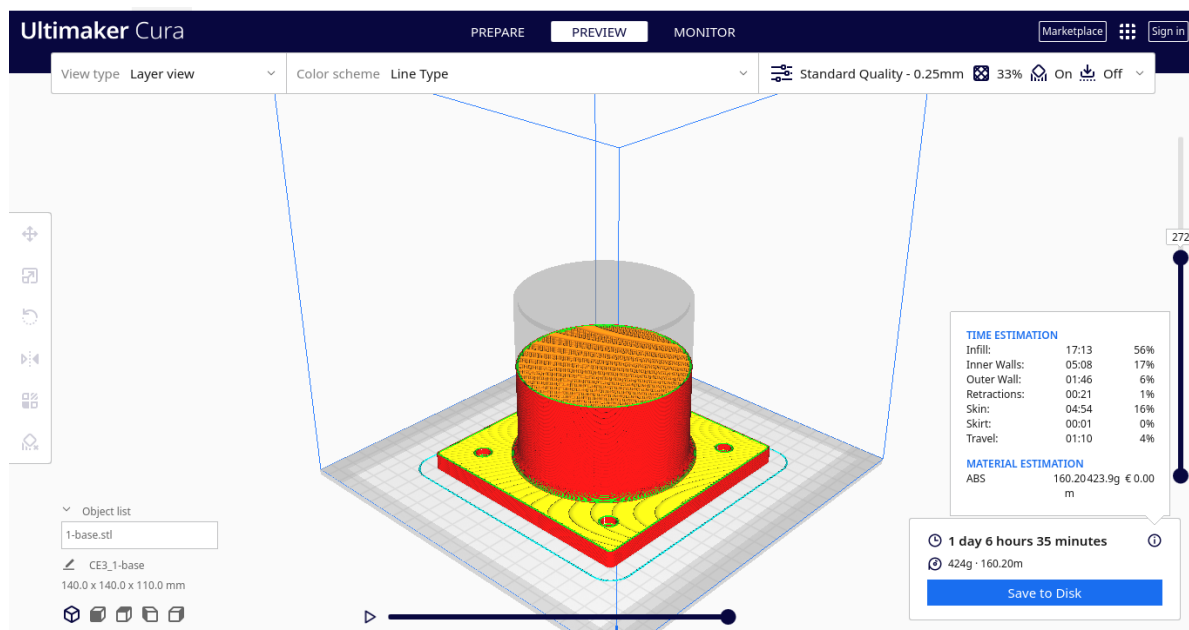 Ultimaker Cura
PREPARE
PREVIEW
MONITOR
Marketplace
Sign in
View type Layer view
Color scheme Line Type
Standard Quality - 0.25mm 33% On Off
272
TIME ESTIMATION
Infill: 17:13 56%
Inner Walls: 05:08 17%
Outer Wall: 01:46 6%
Retractions: 00:21 1%
Skin: 04:54 16%
Skirt: 00:01 0%
Travel: 01:10 4%
MATERIAL ESTIMATION
ABS 160.20 423.9g € 0.00
m
Object list
1-base.stl
CE3_1-base
140.0 x 140.0 x 110.0 mm
1 day 6 hours 35 minutes
424g · 160.20m
Save to Disk